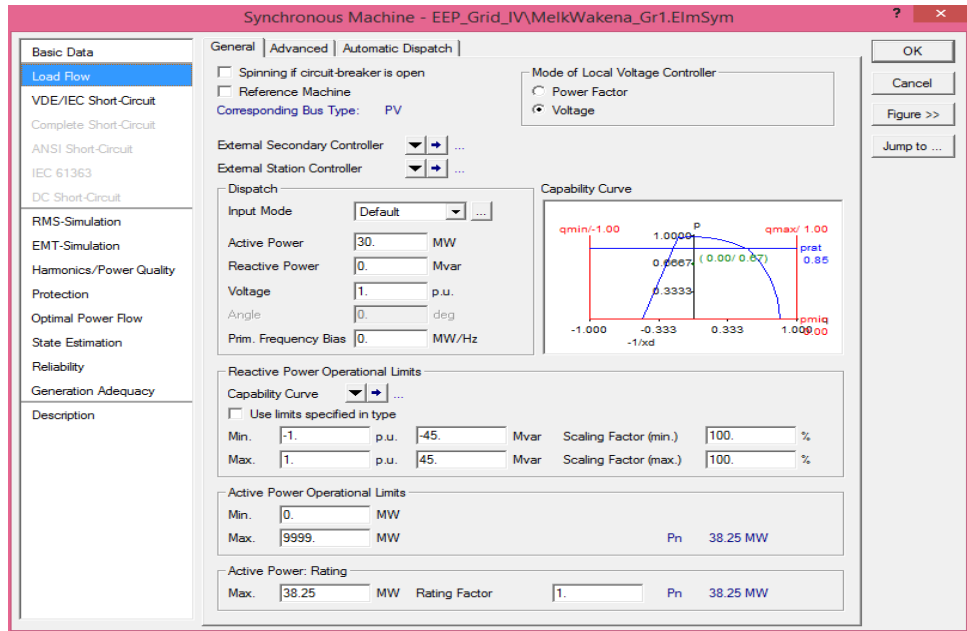 Synchronous Machine - EEP_Grid_IV\MelkWakena_Gr1.ElmSym ? ×
Basic Data
Load Flow
VDE/IEC Short-Circuit
Complete Short-Circuit
ANSI Short-Circuit
IEC 61363
DC Short-Circuit
RMS-Simulation
EMT-Simulation
Harmonics/Power Quality
Protection
Optimal Power Flow
State Estimation
Reliability
Generation Adequacy
Description
General Advanced Automatic Dispatch
Spinning if circuit-breaker is open
Reference Machine
Corresponding Bus Type: PV
Mode of Local Voltage Controller
Power Factor
Voltage
External Secondary Controller ...
External Station Controller ...
Dispatch
Input Mode Default ...
Active Power 30. MW
Reactive Power 0. Mvar
Voltage 1. p.u.
Angle 0. deg
Prim. Frequency Bias 0. MW/Hz
Capability Curve
qmin/-1.00 p qmax/ 1.00
1.0000
prat
0.6667 ( 0.00/ 0.67) 0.85
0.3333
pmin
-1.000 -0.333 0.333 1.000 0.00
-1/xd
Reactive Power Operational Limits
Capability Curve ...
Use limits specified in type
Min. -1. p.u. -45. Mvar Scaling Factor (min.) 100. %
Max. 1. p.u. 45. Mvar Scaling Factor (max.) 100. %
Active Power Operational Limits
Min. 0. MW
Max. 9999. MW Pn 38.25 MW
Active Power: Rating
Max. 38.25 MW Rating Factor 1. Pn 38.25 MW
OK
Cancel
Figure >>
Jump to ...